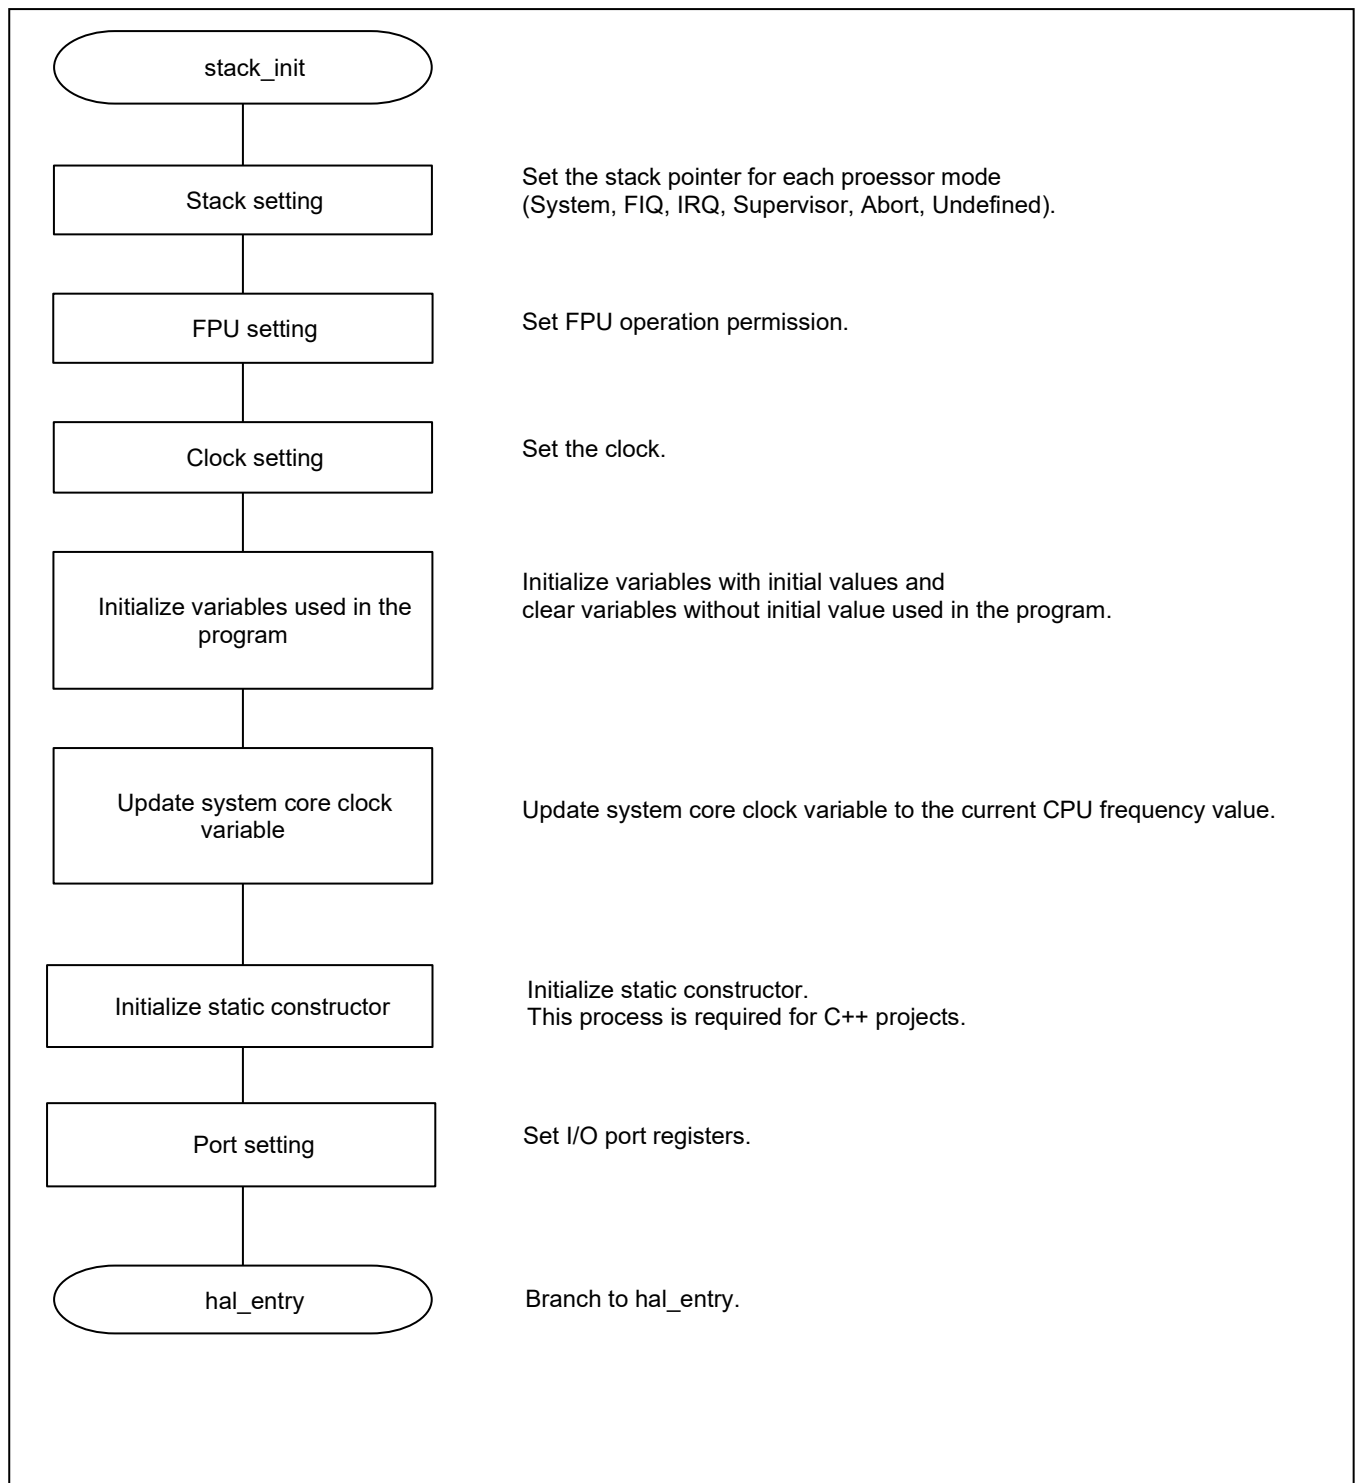 stack_init
Stack setting
Set the stack pointer for each proessor mode
(System, FIQ, IRQ, Supervisor, Abort, Undefined).
FPU setting
Set FPU operation permission.
Clock setting
Set the clock.
Initialize variables used in the
program
Initialize variables with initial values and
clear variables without initial value used in the program.
Update system core clock
variable
Update system core clock variable to the current CPU frequency value.
Initialize static constructor
Initialize static constructor.
This process is required for C++ projects.
Port setting
Set I/O port registers.
hal_entry
Branch to hal_entry.